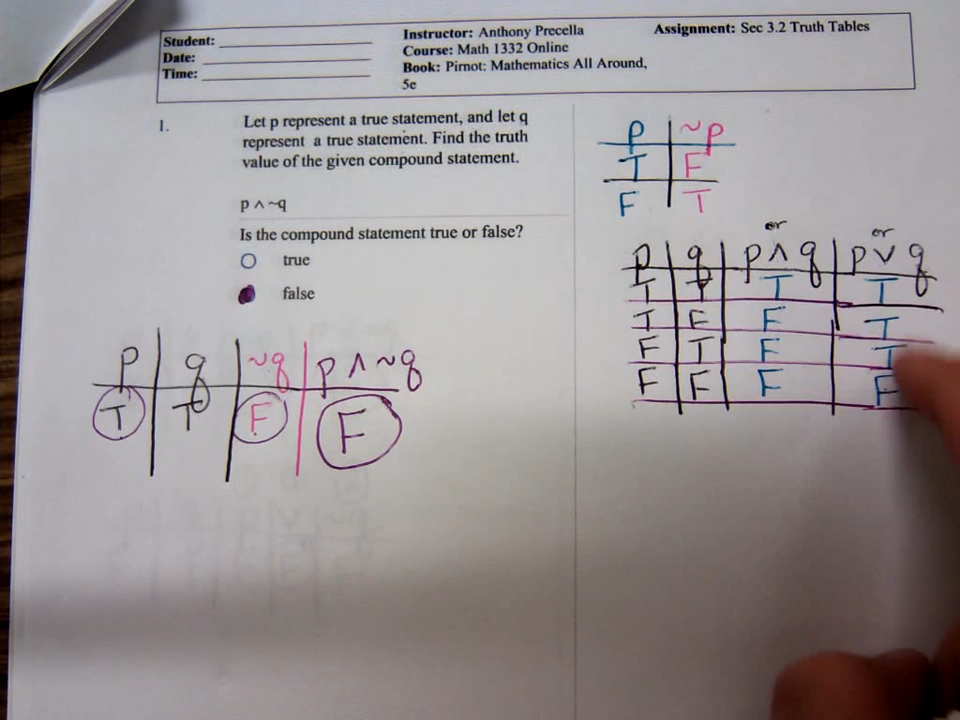 Student:
Date:
Time:
Instructor: Anthony Precella
Course: Math 1332 Online
Book: Pirnot: Mathematics All Around,
5e
Assignment: Sec 3.2 Truth Tables
1.
Let p represent a true statement, and let q
represent a true statement. Find the truth
value of the given compound statement.
p ∧ ~q
Is the compound statement true or false?
true
false
p q ~q p ∧ ~q
T T F F
p ~p
T F
F T
or or
p q p ∧ q p ∨ q
T T T T
T F F T
F T F T
F F F F